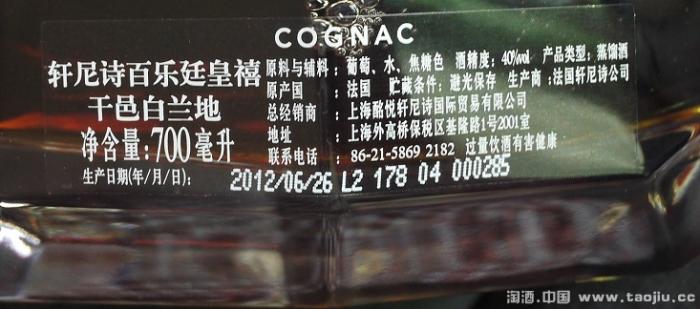 COGNAC
轩尼诗百乐廷皇禧
干邑白兰地
净含量:700毫升
生产日期(年/月/日):
原料与辅料:葡萄、水、焦糖色 酒精度:40%vol 产品类型:蒸馏酒
原产国:法国 贮藏条件:避光保存 生产商:法国轩尼诗公司
总经销商:上海酩悦轩尼诗国际贸易有限公司
地址:上海外高桥保税区基隆路1号2001室
联系电话:86-21-5869 2182 过量饮酒有害健康
2012/06/26 L2 178 04 000285
淘酒.中国 www.taojiu.cc